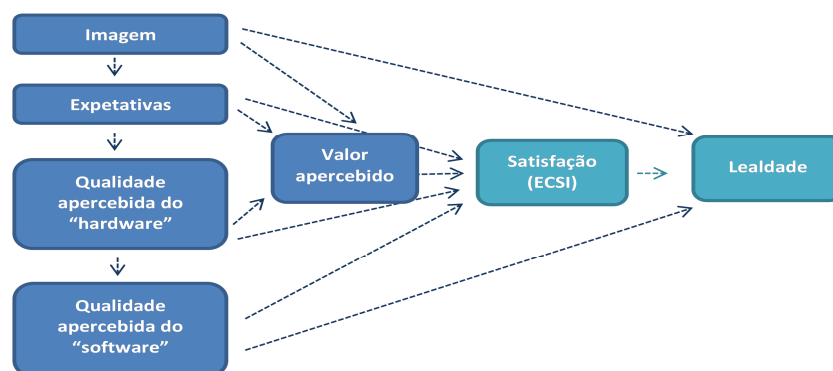 Imagem
Expetativas
Qualidade
apercebida do
“hardware”
Qualidade
apercebida do
“software”
Valor
apercebido
Satisfação
(ECSI)
Lealdade